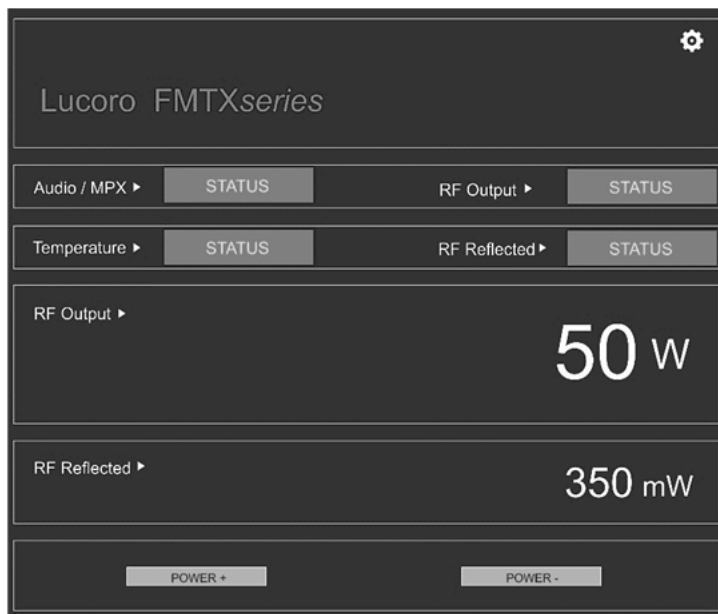 Lucoro FMTXseries
Audio / MPX ▸ STATUS RF Output ▸ STATUS
Temperature ▸ STATUS RF Reflected ▸ STATUS
RF Output ▸
50 W
RF Reflected ▸
350 mW
POWER + POWER -